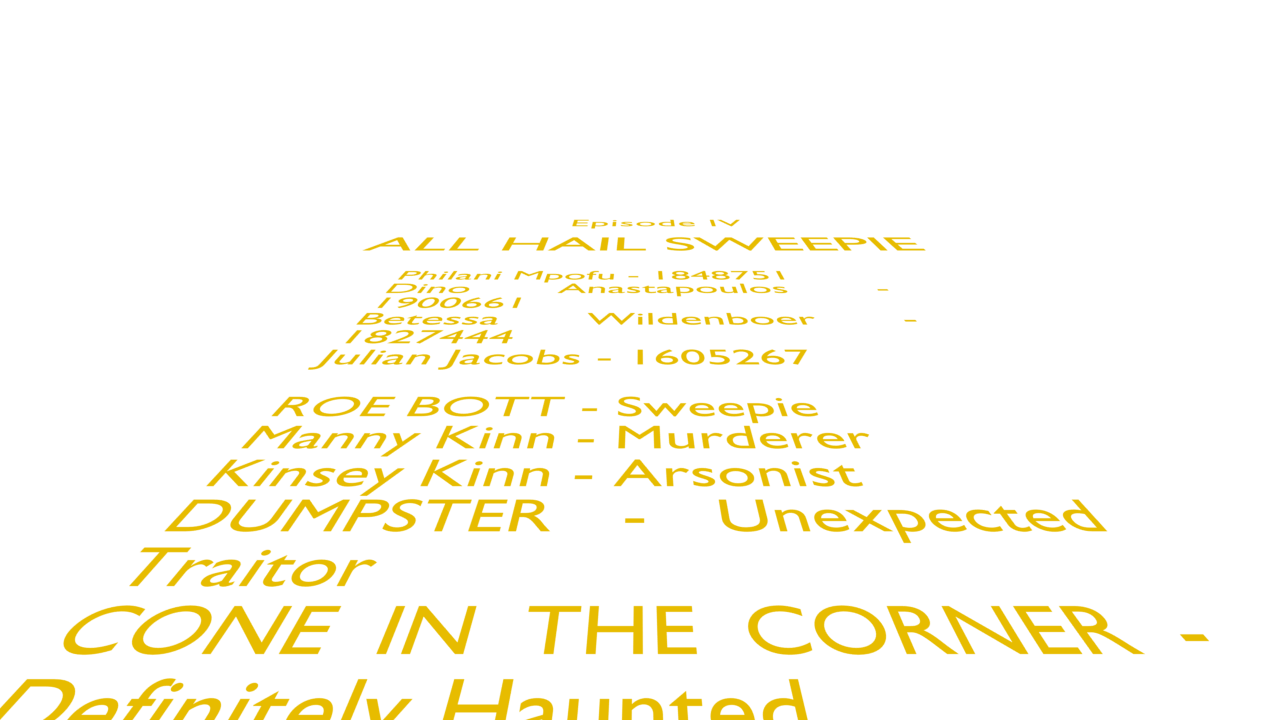 Episode IV
ALL HAIL SWEEPIE
Philani Mpofu - 1848751
Dino Anastapoulos -
1900661
Betessa Wildenboer -
1827444
Julian Jacobs - 1605267
ROE BOTT - Sweepie
Manny Kinn - Murderer
Kinsey Kinn - Arsonist
DUMPSTER - Unexpected
Traitor
CONE IN THE CORNER -
Definitely Haunted